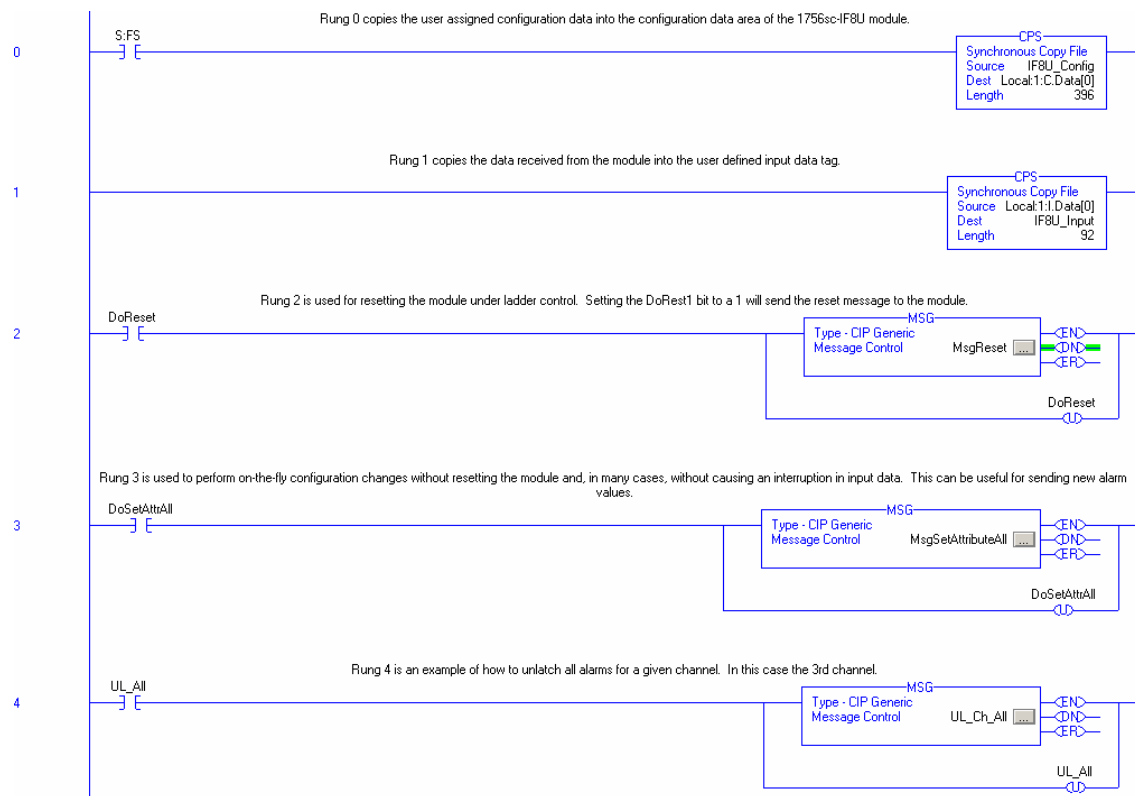 Rung 0 copies the user assigned configuration data into the configuration data area of the 1756sc-IF8U module.
S:FS
0
CPS
Synchronous Copy File
Source IF8U_Config
Dest Local:1:C.Data[0]
Length 396
Rung 1 copies the data received from the module into the user defined input data tag.
1
CPS
Synchronous Copy File
Source Local:1:I.Data[0]
Dest IF8U_Input
Length 92
Rung 2 is used for resetting the module under ladder control. Setting the DoRest1 bit to a 1 will send the reset message to the module.
DoReset
2
MSG
Type - CIP Generic
Message Control MsgReset ...
EN
DN
ER
DoReset
U
Rung 3 is used to perform on-the-fly configuration changes without resetting the module and, in many cases, without causing an interruption in input data. This can be useful for sending new alarm
values.
DoSetAttrAll
3
MSG
Type - CIP Generic
Message Control MsgSetAttributeAll ...
EN
DN
ER
DoSetAttrAll
U
Rung 4 is an example of how to unlatch all alarms for a given channel. In this case the 3rd channel.
UL_All
4
MSG
Type - CIP Generic
Message Control UL_Ch_All ...
EN
DN
ER
UL_All
U